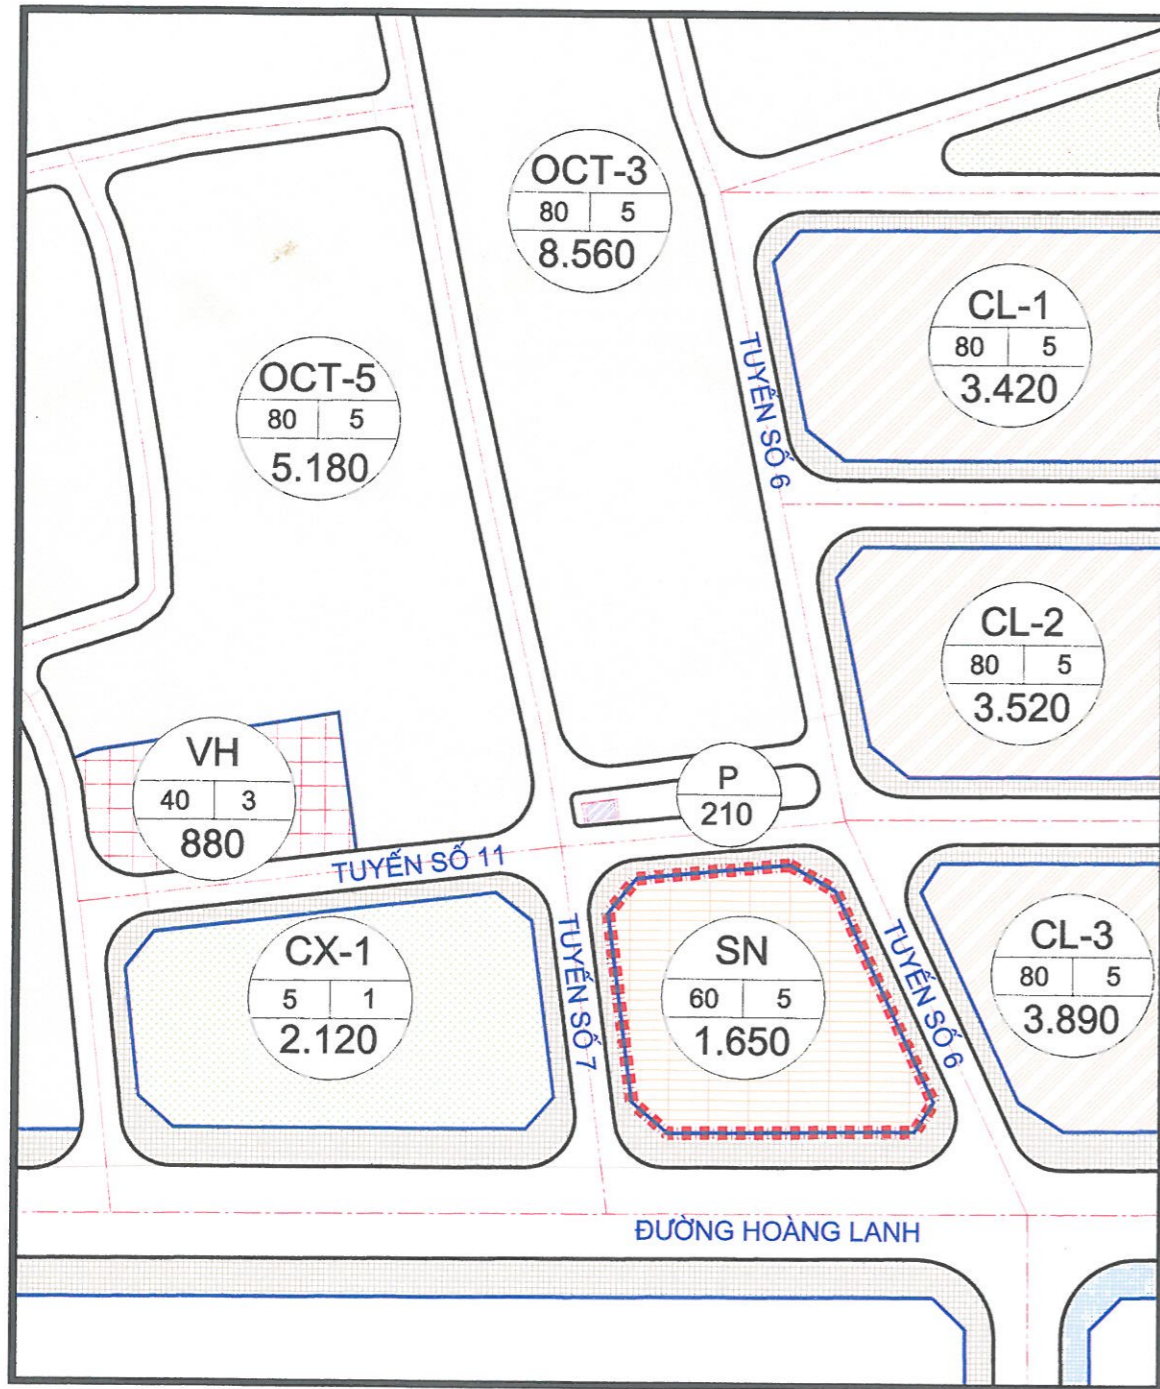 OCT-3
80 5
8.560
CL-1
80 5
3.420
OCT-5
80 5
5.180
TUYẾN SỐ 6
CL-2
80 5
3.520
VH
40 3
880
P
210
TUYẾN SỐ 11
CX-1
5 1
2.120
TUYẾN SỐ 7
SN
60 5
1.650
TUYẾN SỐ 6
CL-3
80 5
3.890
ĐƯỜNG HOÀNG LANH